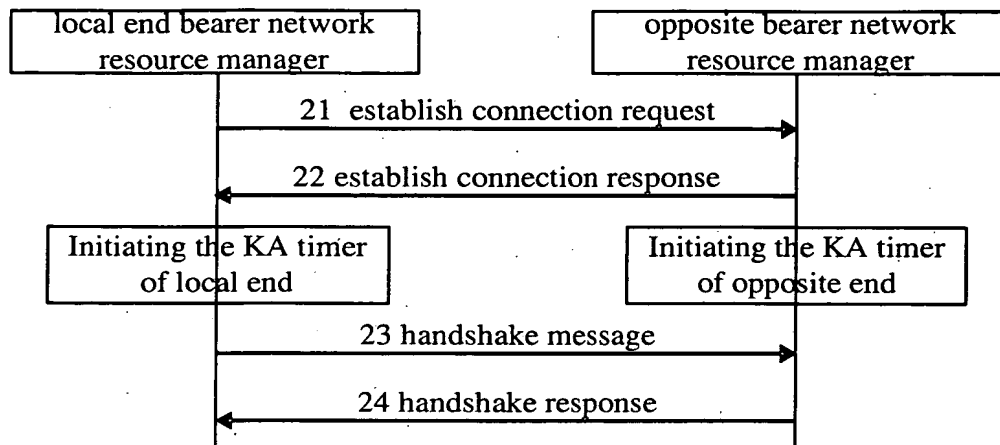 local end bearer network
resource manager
opposite bearer network
resource manager
21 establish connection request
22 establish connection response
Initiating the KA timer
of local end
Initiating the KA timer
of opposite end
23 handshake message
24 handshake response